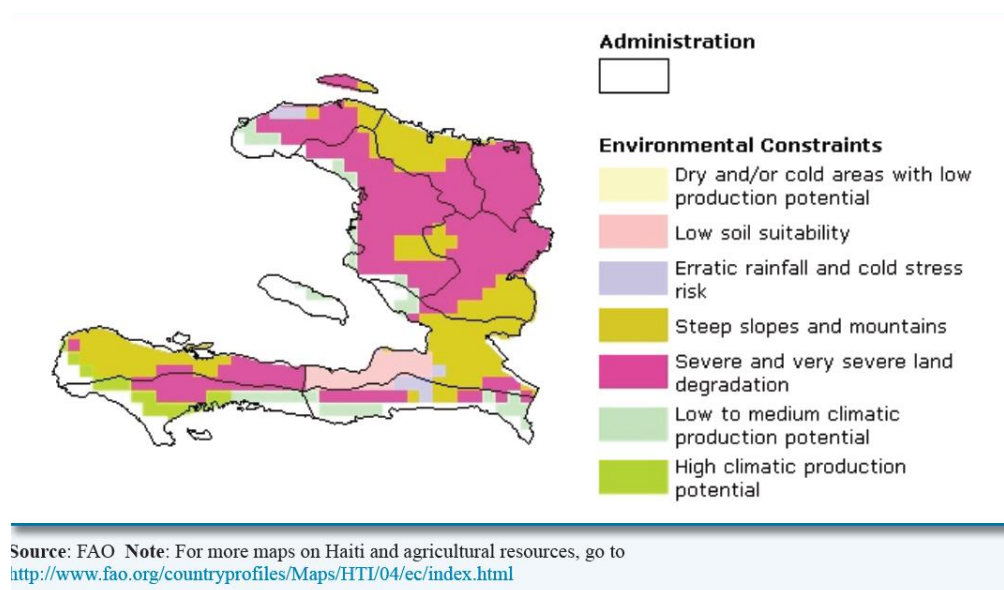 Administration
Environmental Constraints
Dry and/or cold areas with low
production potential
Low soil suitability
Erratic rainfall and cold stress
risk
Steep slopes and mountains
Severe and very severe land
degradation
Low to medium climatic
production potential
High climatic production
potential
Source: FAO Note: For more maps on Haiti and agricultural resources, go to
http://www.fao.org/countryprofiles/Maps/HTI/04/ec/index.html